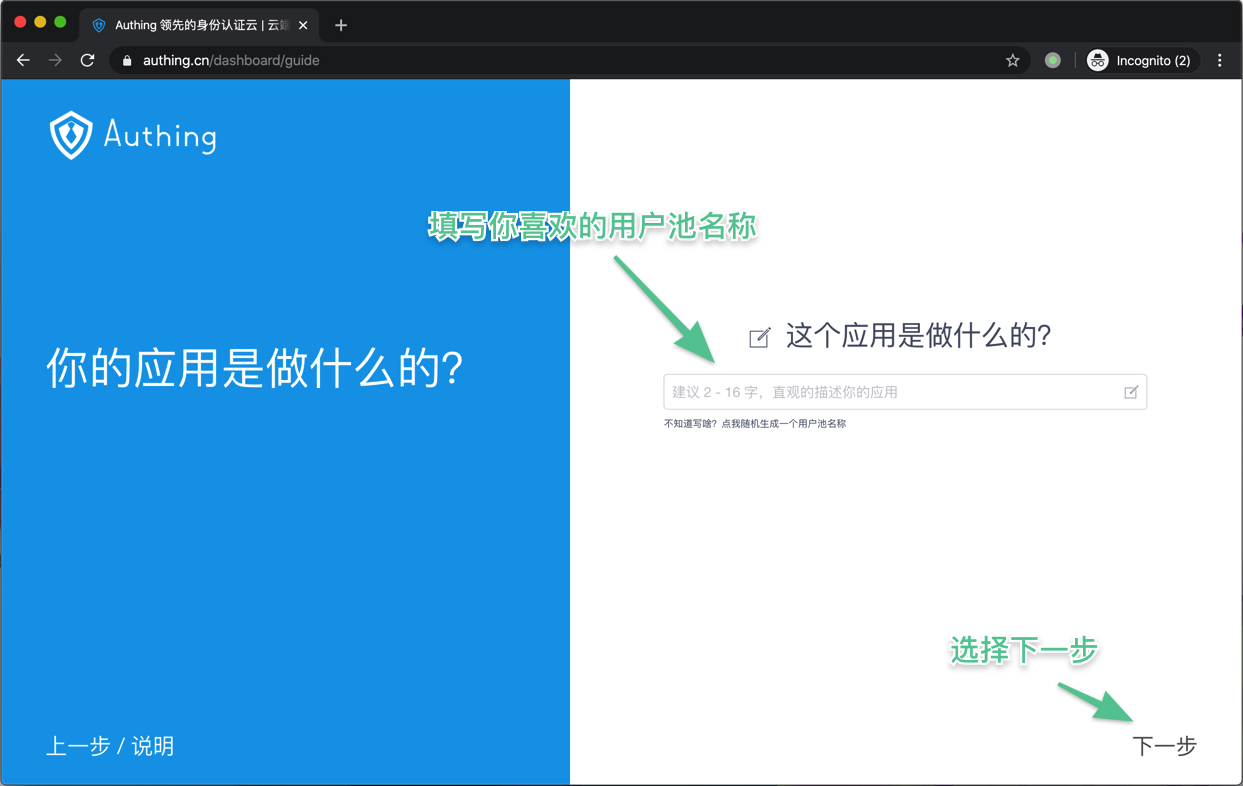 Authing 领先的身份认证云 | 云端
authing.cn/dashboard/guide
Incognito (2)
Authing
填写你喜欢的用户池名称
这个应用是做什么的?
你的应用是做什么的?
建议 2 - 16 字，直观的描述你的应用
不知道写啥？点我随机生成一个用户池名称
选择下一步
上一步 / 说明
下一步